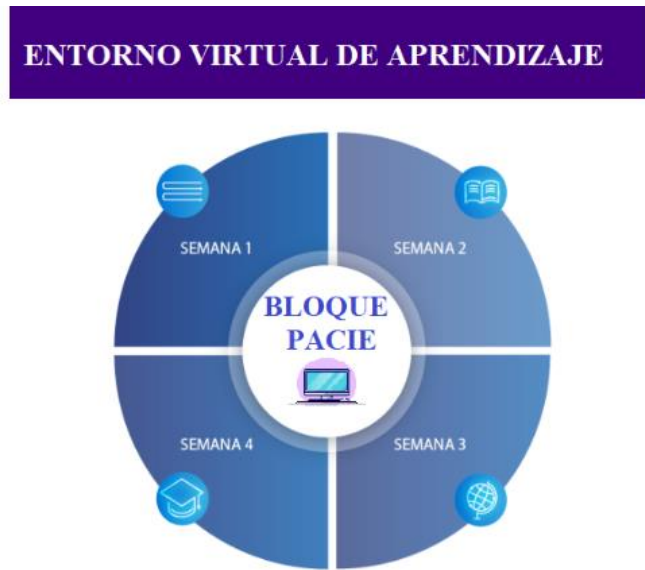 ENTORNO VIRTUAL DE APRENDIZAJE
SEMANA 1
SEMANA 2
BLOQUE
PACIE
SEMANA 4
SEMANA 3